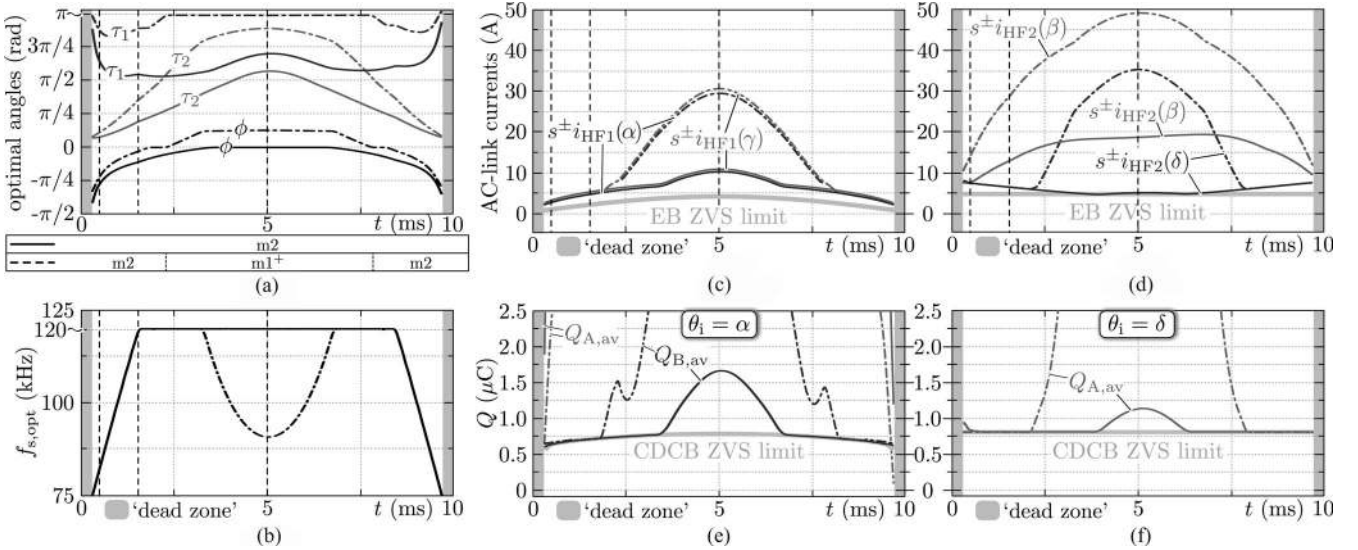 (a)
optimal angles (rad)
π~
3π/4
π/2
π/4
0
-π/4
-π/2
τ1
τ2
τ1
τ2
ϕ
ϕ
0 5 t (ms) 10
m2
m2 m1⁺ m2
(a)
AC-link currents (A)
50
40
30
20
10
0
(c)
s±iHF1(α)
s±iHF1(γ)
EB ZVS limit
0 5 10
'dead zone' t (ms)
(c)
50
40
30
20
10
0
(d)
s±iHF2(β)
s±iHF2(β)
s±iHF2(δ)
EB ZVS limit
0 5 10
'dead zone' t (ms)
(d)
fs,opt (kHz)
125
120~
100
75
0 5 10
'dead zone' t (ms)
(b)
Q (μC)
2.5
2.0
1.5
1.0
0.5
0
θi = α
QA,av
QB,av
CDCB ZVS limit
0 5 10
'dead zone' t (ms)
(e)
2.5
2.0
1.5
1.0
0.5
0
θi = δ
QA,av
CDCB ZVS limit
0 5 10
'dead zone' t (ms)
(f)